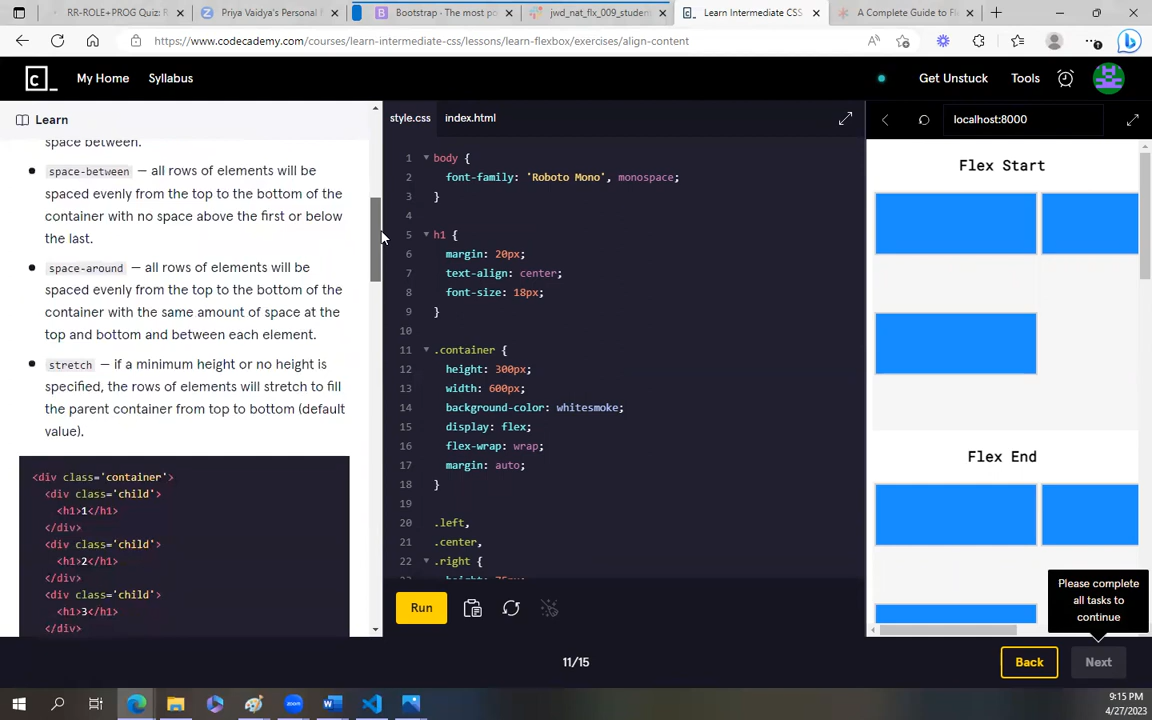 RR-ROLE+PROG Quiz: R
Priya Vaidya's Personal
Bootstrap - The most po
jwd_nat_flx_009_student
Learn Intermediate CSS
A Complete Guide to Fl
https://www.codecademy.com/courses/learn-intermediate-css/lessons/learn-flexbox/exercises/align-content
My Home
Syllabus
Get Unstuck
Tools
Learn
space between.
space-between — all rows of elements will be
spaced evenly from the top to the bottom of the
container with no space above the first or below
the last.
space-around — all rows of elements will be
spaced evenly from the top to the bottom of the
container with the same amount of space at the
top and bottom and between each element.
stretch — if a minimum height or no height is
specified, the rows of elements will stretch to fill
the parent container from top to bottom (default
value).
<div class='container'>
<div class='child'>
<h1>1</h1>
</div>
<div class='child'>
<h1>2</h1>
</div>
<div class='child'>
<h1>3</h1>
</div>
style.css
index.html
1 body {
2 font-family: 'Roboto Mono', monospace;
3 }
4
5 h1 {
6 margin: 20px;
7 text-align: center;
8 font-size: 18px;
9 }
10
11 .container {
12 height: 300px;
13 width: 600px;
14 background-color: whitesmoke;
15 display: flex;
16 flex-wrap: wrap;
17 margin: auto;
18 }
19
20 .left,
21 .center,
22 .right {
23 height: 75px;
Run
localhost:8000
Flex Start
Flex End
Please complete
all tasks to
continue
11/15
Back
Next
9:15 PM
4/27/2023